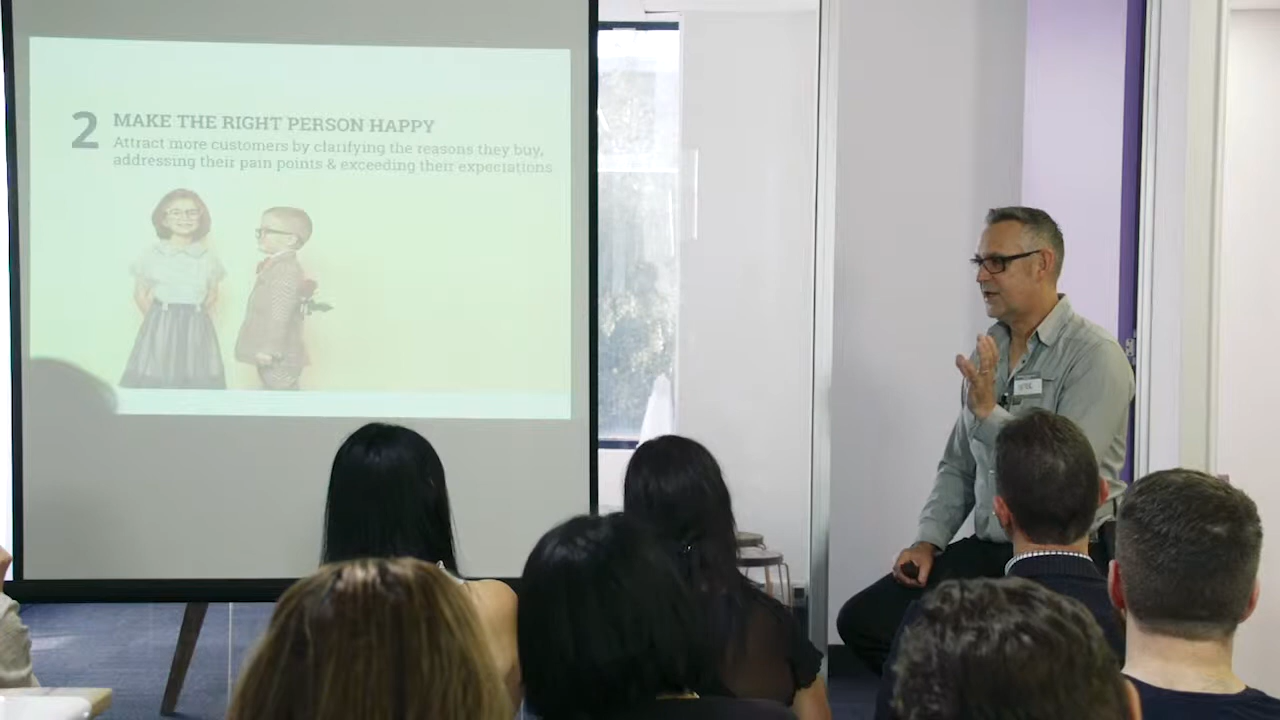 2 MAKE THE RIGHT PERSON HAPPY
Attract more customers by clarifying the reasons they buy,
addressing their pain points & exceeding their expeciations